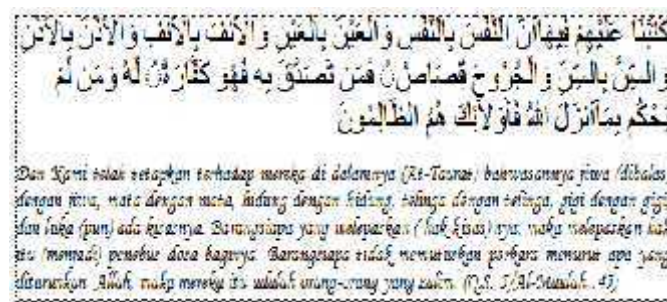 كَتَبْنَا عَلَيْهِمْ فِيهَا أَنَّ النَّفْسَ بِالنَّفْسِ وَالْعَيْنَ بِالْعَيْنِ وَالْأَنْفَ بِالْأَنْفِ وَالْأُذُنَ بِالْأُذُنِ
وَالسِّنَّ بِالسِّنِّ وَالْجُرُوحَ قِصَاصٌ فَمَن تَصَدَّقَ بِهِ فَهُوَ كَفَّارَةٌ لَّهُ وَمَن لَّمْ
يَحْكُم بِمَا أَنْزَلَ اللهُ فَأُولَائِكَ هُمُ الظَّالِمُونَ
Dan Kami telah tetapkan terhadap mereka di dalamnya (At-Taurat) bahwasannya jiwa (dibalas)
dengan jiwa, mata dengan mata, hidung dengan hidung, telinga dengan telinga, gigi dengan gigi
dan luka (pun) ada kisasnya. Barangsiapa yang melepaskan (hak kisas) nya, maka melepaskan hak
itu (menjadi) penebus dosa baginya. Barangsiapa tidak memutuskan perkara menurut apa yang
diturunkan Allah, maka mereka itu adalah orang-orang yang zalim. (Q.S. 5/Al-Maidah : 45)